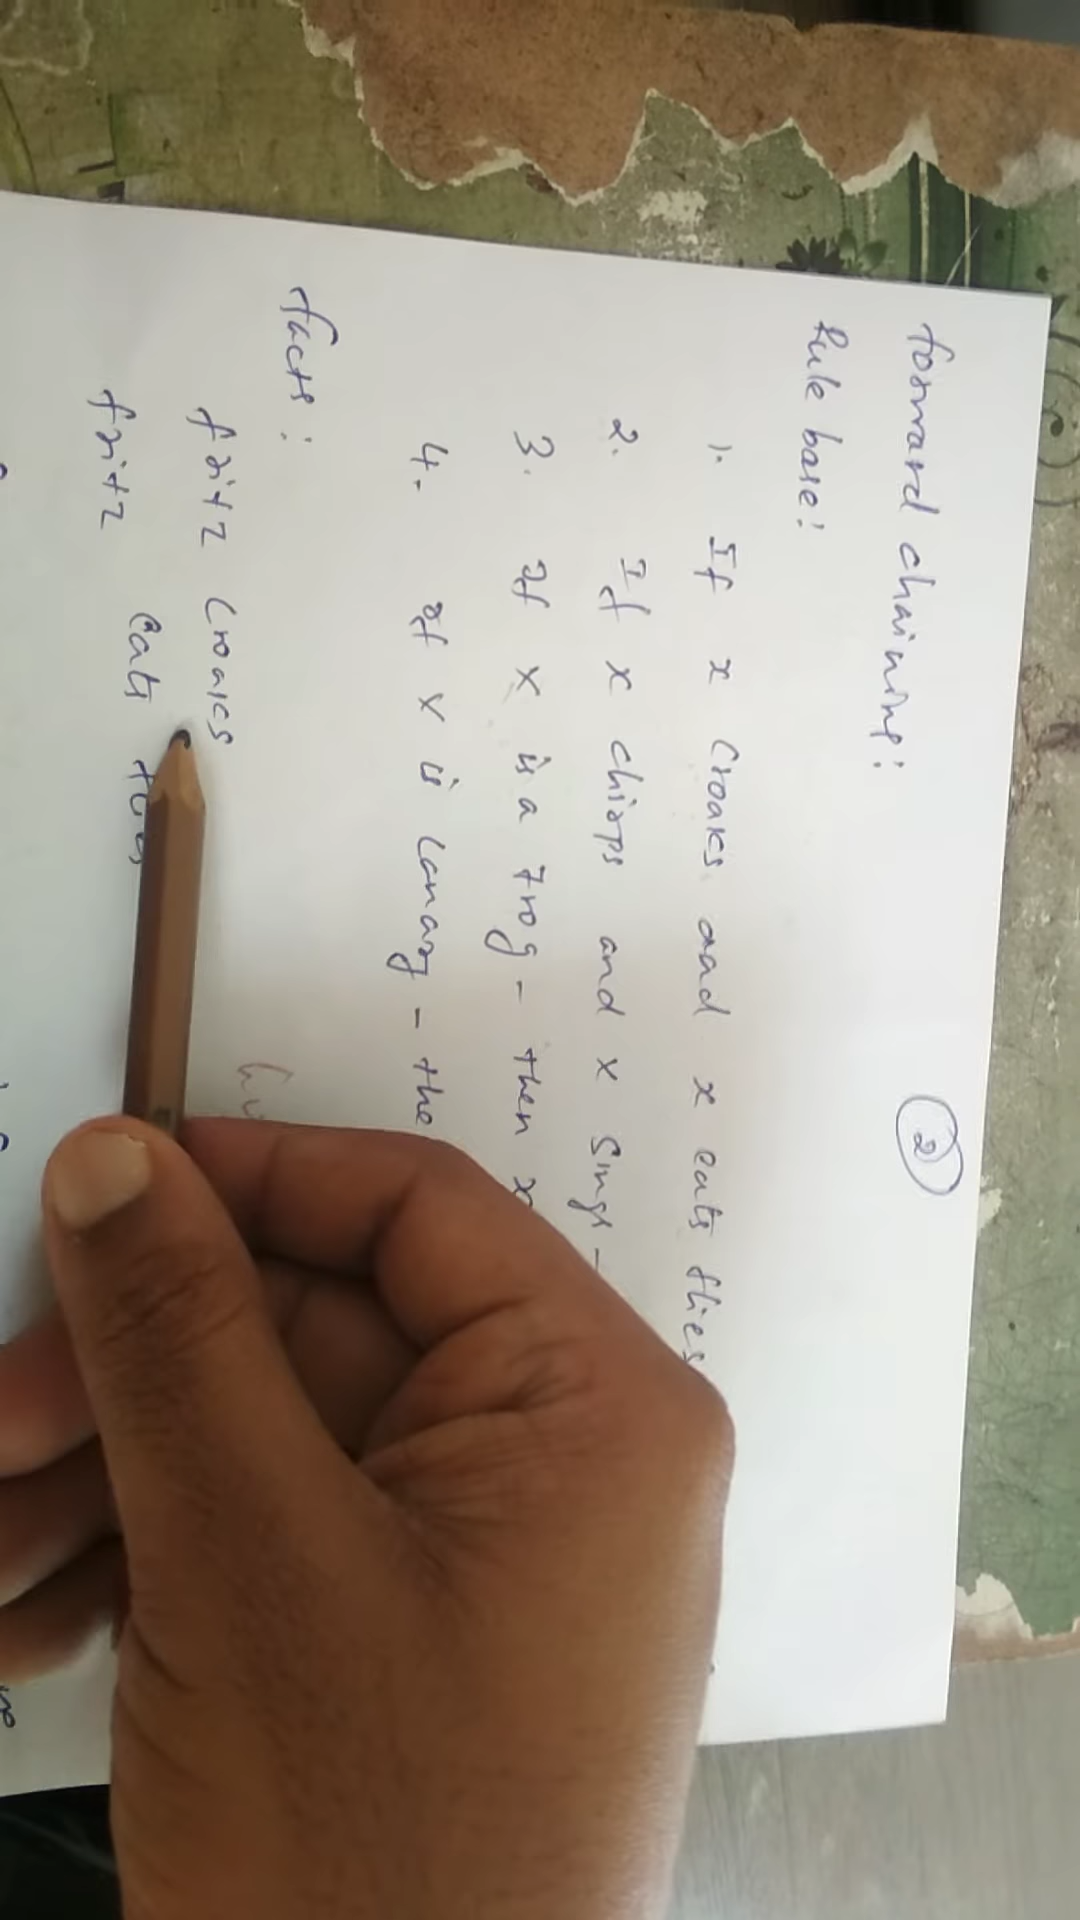 forward chaining:
②
Rule base:
1. If x croaks and x eats flies
2. If x chirps and x sings -
3. If x is a frog - then x
4. If x is canary - the
facts:
fritz croaks
fritz eats